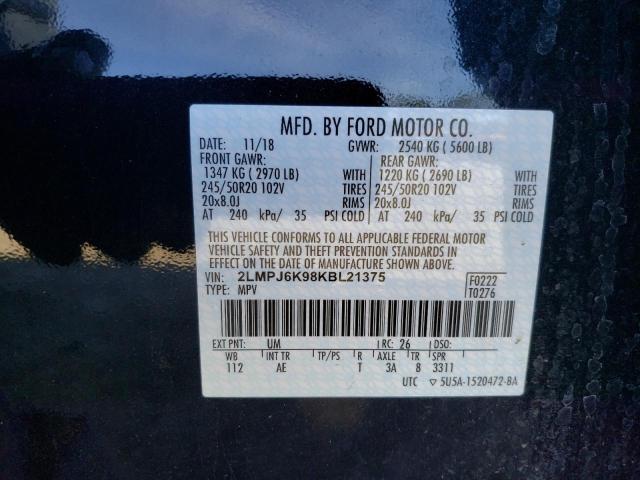 MFD. BY FORD MOTOR CO.
DATE: 11/18 GVWR: 2540 KG ( 5600 LB)
FRONT GAWR: REAR GAWR:
1347 KG ( 2970 LB) WITH 1220 KG ( 2690 LB) WITH
245/50R20 102V TIRES 245/50R20 102V TIRES
20x8.0J RIMS 20x8.0J RIMS
AT 240 kPa/ 35 PSI COLD AT 240 kPa/ 35 PSI COLD
THIS VEHICLE CONFORMS TO ALL APPLICABLE FEDERAL MOTOR
VEHICLE SAFETY AND THEFT PREVENTION STANDARDS IN
EFFECT ON THE DATE OF MANUFACTURE SHOWN ABOVE.
VIN: 2LMPJ6K98KBL21375 F0222
TYPE: MPV T0276
EXT PNT: UM RC: 26 DSO:
WB INT TR TP/PS R AXLE TR SPR
112 AE T 3A 8 3311
UTC ▽ 5U5A-1520472-BA